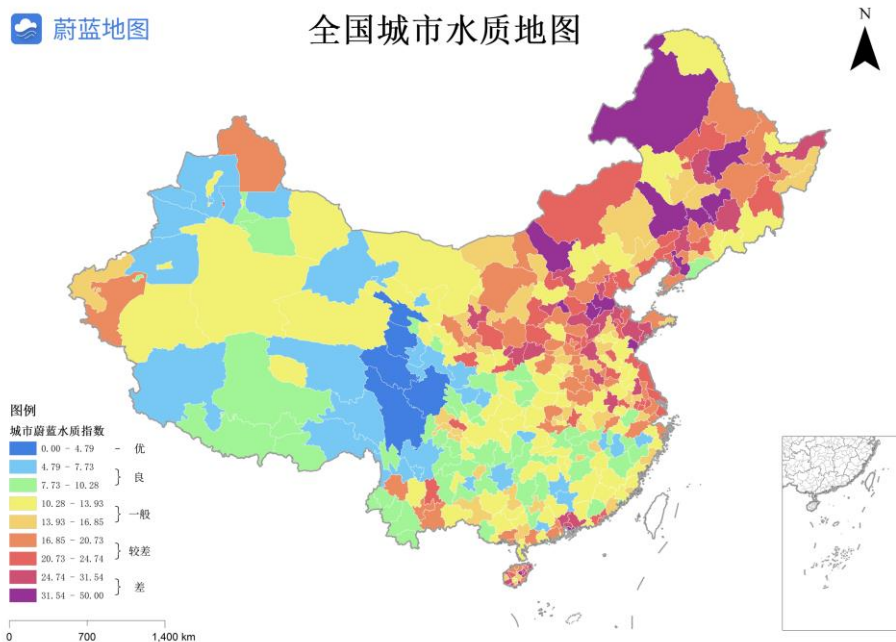 蔚蓝地图
全国城市水质地图
N
图例
城市蔚蓝水质指数
0.00 - 4.79 - 优
4.79 - 7.73
良
7.73 - 10.28
10.28 - 13.93
一般
13.93 - 16.85
16.85 - 20.73
较差
20.73 - 24.74
24.74 - 31.54
差
31.54 - 50.00
0 700 1,400 km